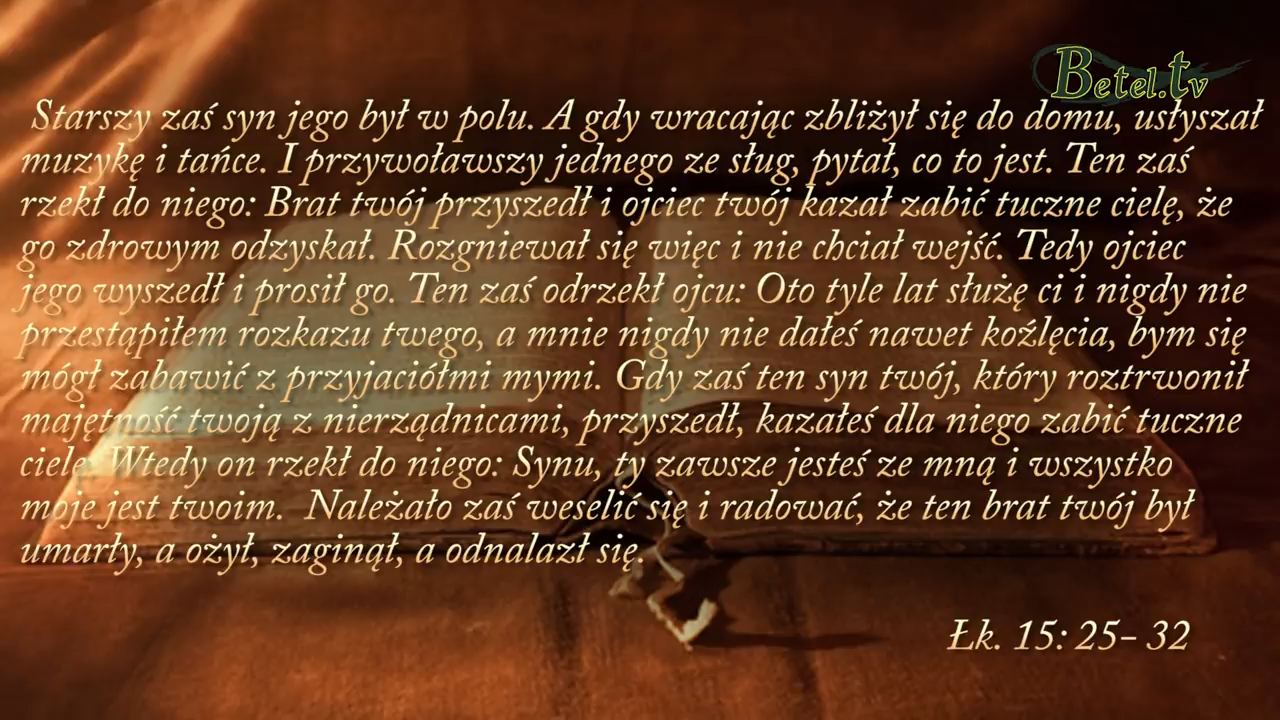 Betel.tv
Starszy zaś syn jego był w polu. A gdy wracając zbliżył się do domu, usłyszał
muzykę i tańce. I przywoławszy jednego ze sług, pytał, co to jest. Ten zaś
rzekł do niego: Brat twój przyszedł i ojciec twój kazał zabić tuczne cielę, że
go zdrowym odzyskał. Rozgniewał się więc i nie chciał wejść. Tedy ojciec
jego wyszedł i prosił go. Ten zaś odrzekł ojcu: Oto tyle lat służę ci i nigdy nie
przestąpiłem rozkazu twego, a mnie nigdy nie dałeś nawet koźlęcia, bym się
mógł zabawić z przyjaciółmi mymi. Gdy zaś ten syn twój, który roztrwonił
majętność twoją z nierządnicami, przyszedł, kazałeś dla niego zabić tuczne
cielę. Wtedy on rzekł do niego: Synu, ty zawsze jesteś ze mną i wszystko
moje jest twoim. Należało zaś weselić się i radować, że ten brat twój był
umarły, a ożył, zaginął, a odnalazł się.
Łk. 15: 25- 32